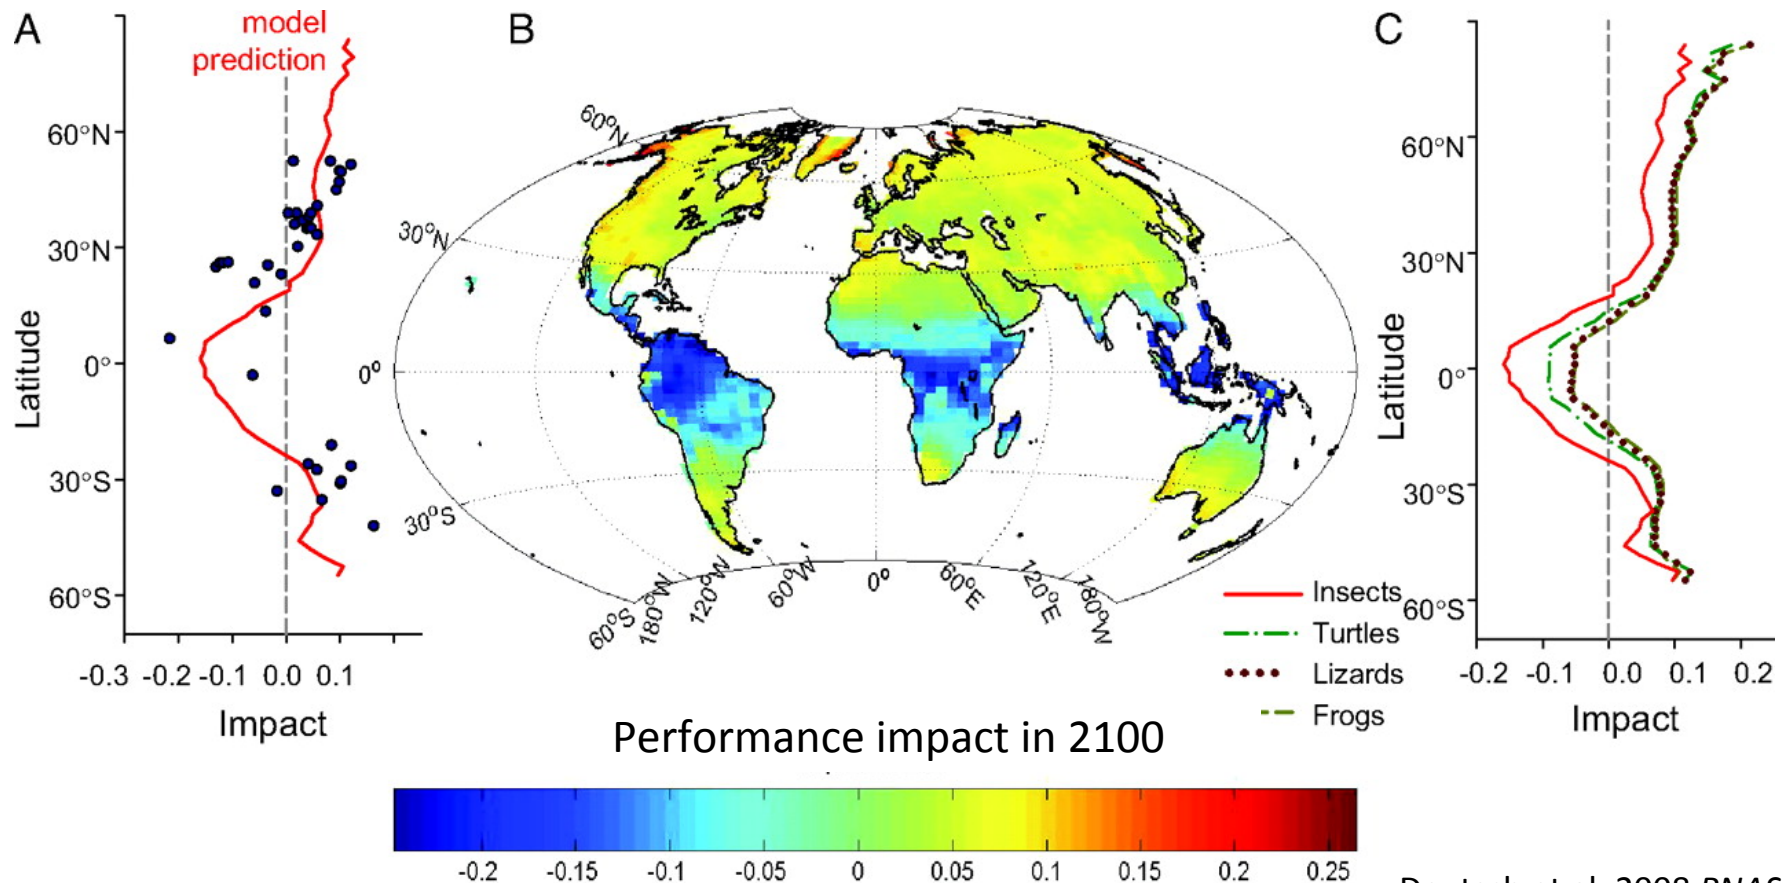 A
model
prediction
60°N
30°N
0°
30°S
60°S
Latitude
-0.3 -0.2 -0.1 0.0 0.1
Impact
B
60°N
30°N
0°
30°S
60°S
180°W
120°W
60°W
0°
60°E
120°E
180°W
C
60°N
30°N
0°
30°S
60°S
Latitude
-0.2 -0.1 0.0 0.1 0.2
Impact
Insects
Turtles
Lizards
Frogs
Performance impact in 2100
-0.2 -0.15 -0.1 -0.05 0 0.05 0.1 0.15 0.2 0.25